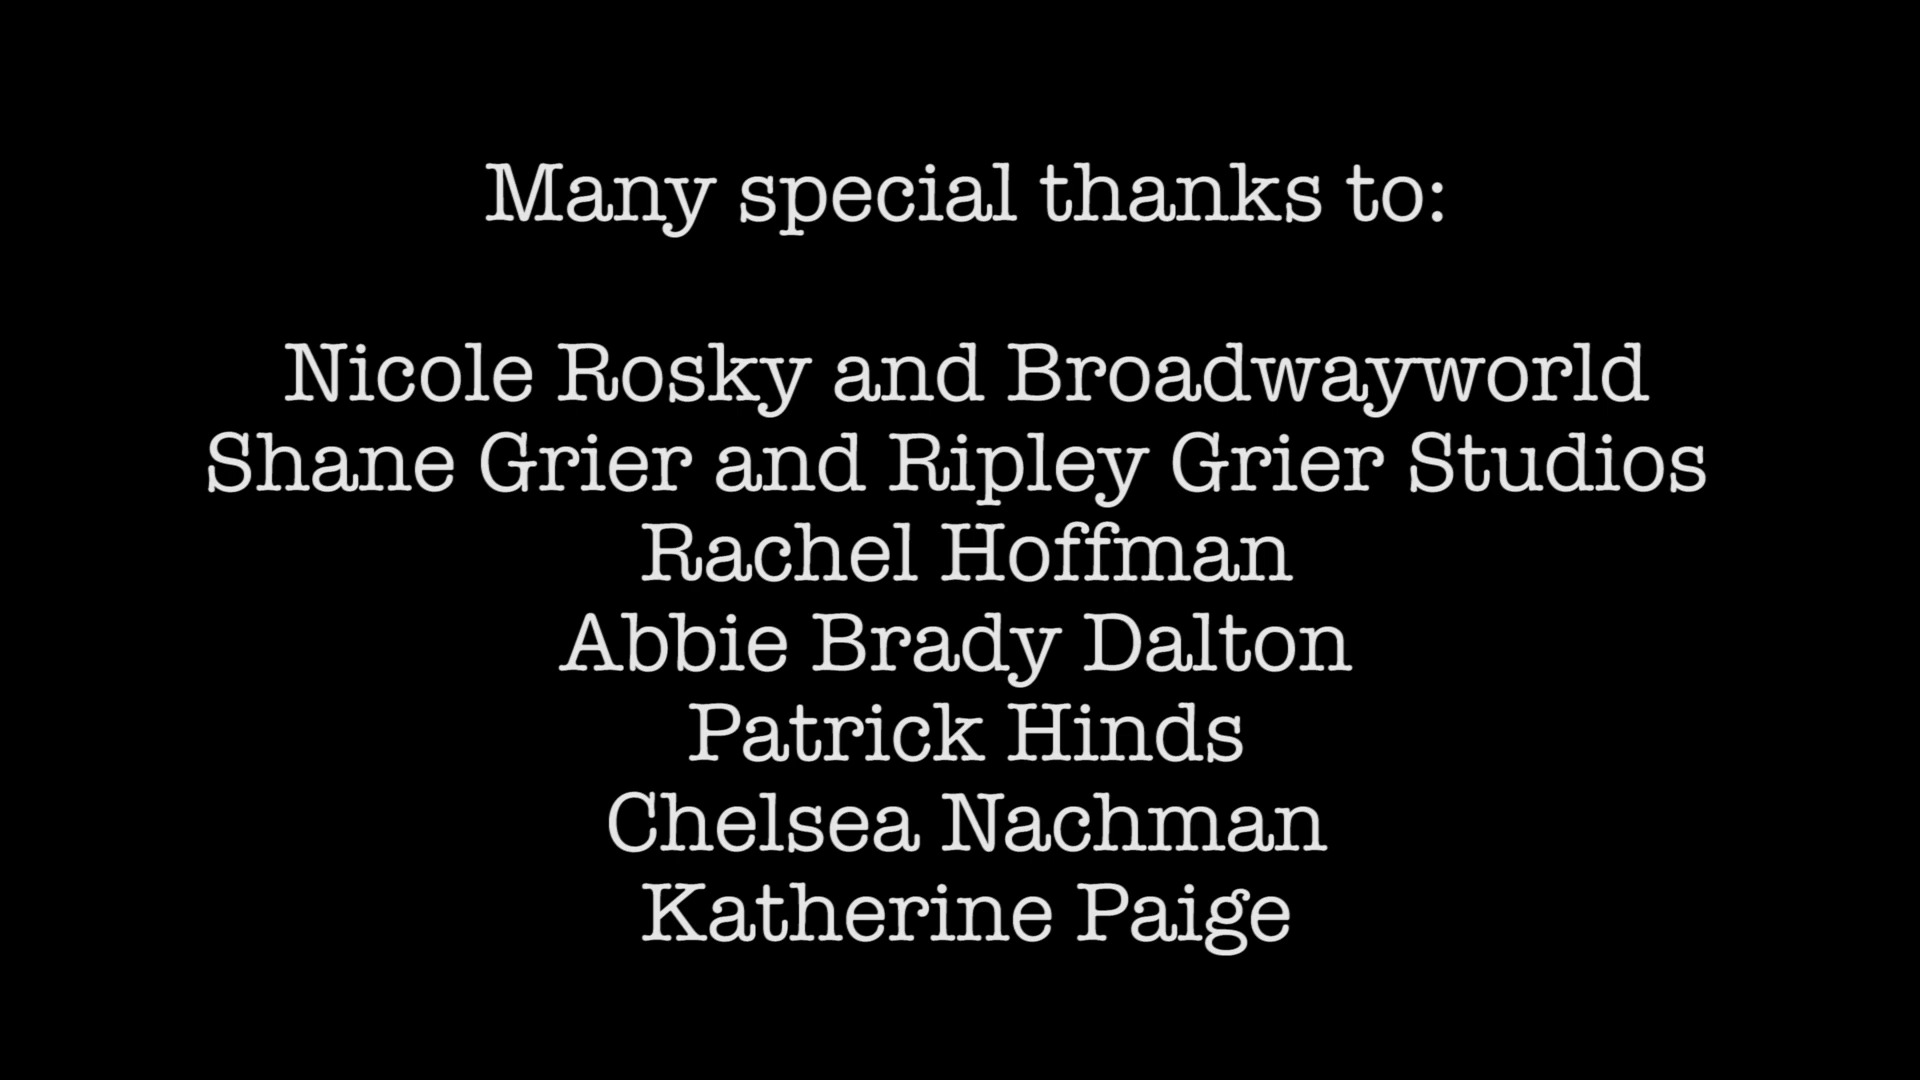 Many special thanks to:
Nicole Rosky and Broadwayworld
Shane Grier and Ripley Grier Studios
Rachel Hoffman
Abbie Brady Dalton
Patrick Hinds
Chelsea Nachman
Katherine Paige